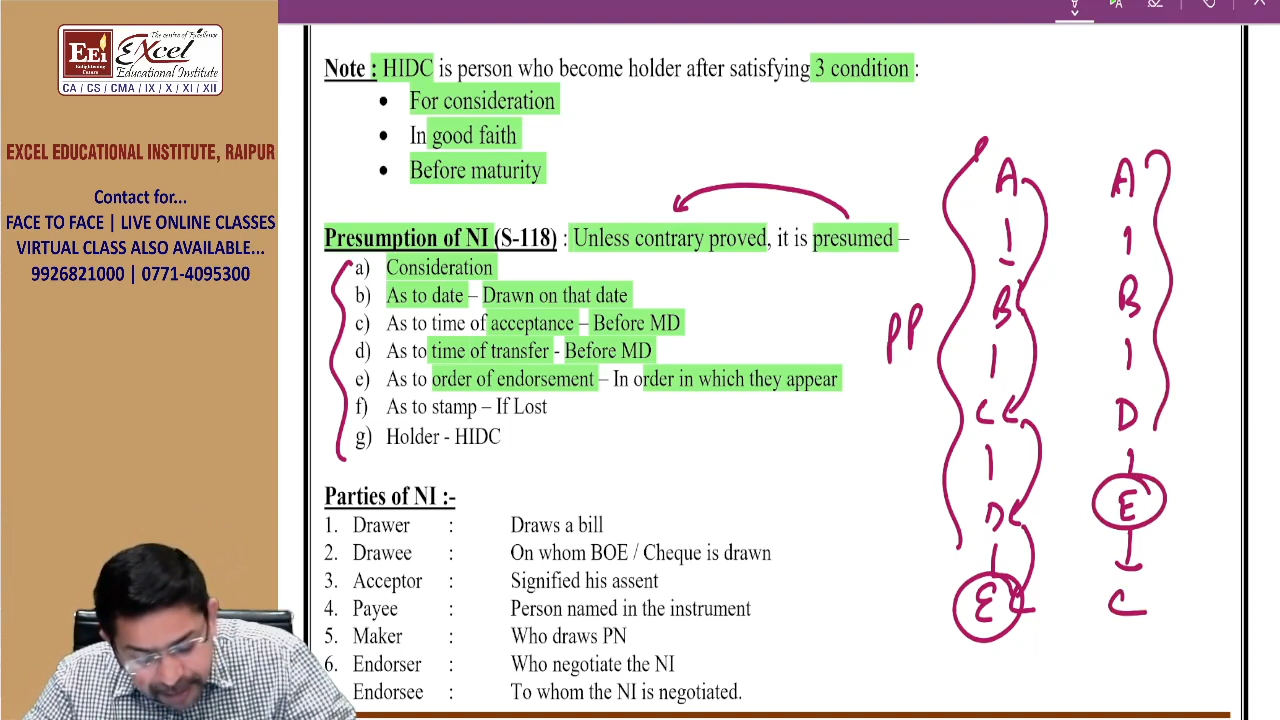 The centre of Excellence
EEi EXcel
Enlightening Careers
Educational Institute
CA / CS / CMA / IX / X / XI / XII
EXCEL EDUCATIONAL INSTITUTE, RAIPUR
Contact for...
FACE TO FACE | LIVE ONLINE CLASSES
VIRTUAL CLASS ALSO AVAILABLE...
9926821000 | 0771-4095300
Note : HIDC is person who become holder after satisfying 3 condition :
• For consideration
• In good faith
• Before maturity
Presumption of NI (S-118) : Unless contrary proved, it is presumed –
a) Consideration
b) As to date – Drawn on that date
c) As to time of acceptance – Before MD
d) As to time of transfer - Before MD
e) As to order of endorsement – In order in which they appear
f) As to stamp – If Lost
g) Holder - HIDC
Parties of NI :-
1. Drawer : Draws a bill
2. Drawee : On whom BOE / Cheque is drawn
3. Acceptor : Signified his assent
4. Payee : Person named in the instrument
5. Maker : Who draws PN
6. Endorser : Who negotiate the NI
Endorsee : To whom the NI is negotiated.
PP
A
B
C
D
E
A
B
D
E
C